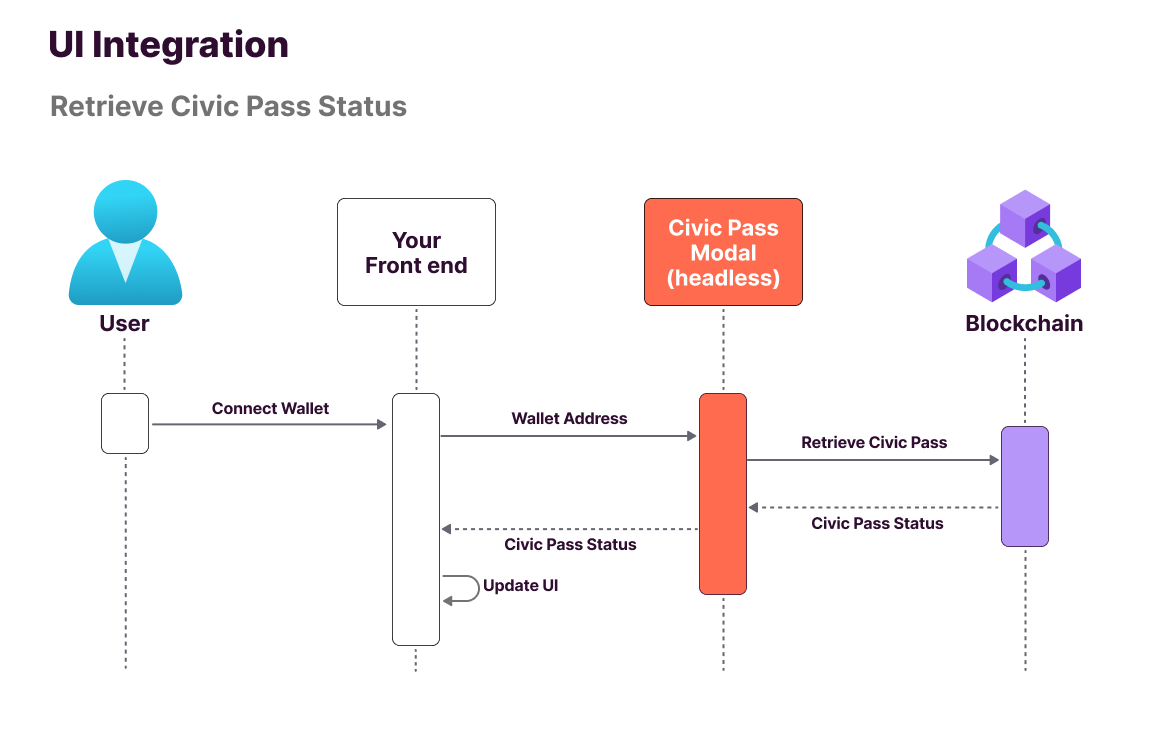 UI Integration
Retrieve Civic Pass Status
Your
Front end
Civic Pass
Modal
(headless)
User
Blockchain
Connect Wallet
Wallet Address
Retrieve Civic Pass
Civic Pass Status
Civic Pass Status
Update UI